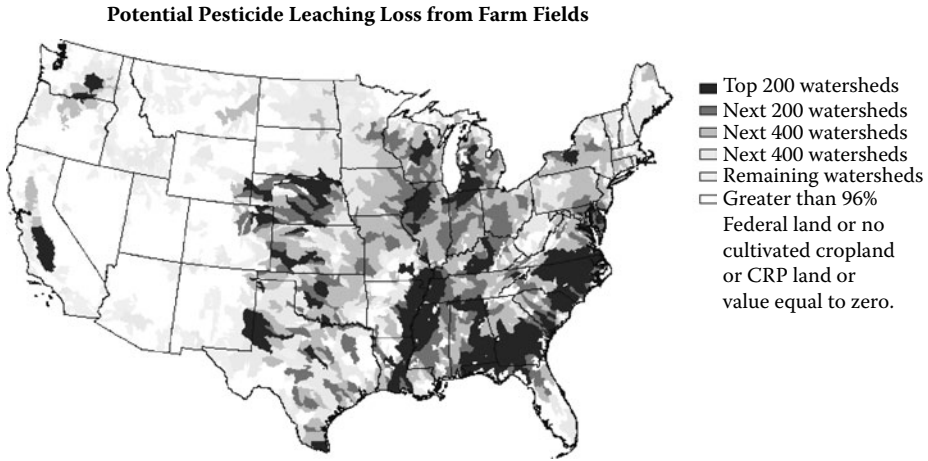 Potential Pesticide Leaching Loss from Farm Fields
Top 200 watersheds
Next 200 watersheds
Next 400 watersheds
Next 400 watersheds
Remaining watersheds
Greater than 96%
Federal land or no
cultivated cropland
or CRP land or
value equal to zero.